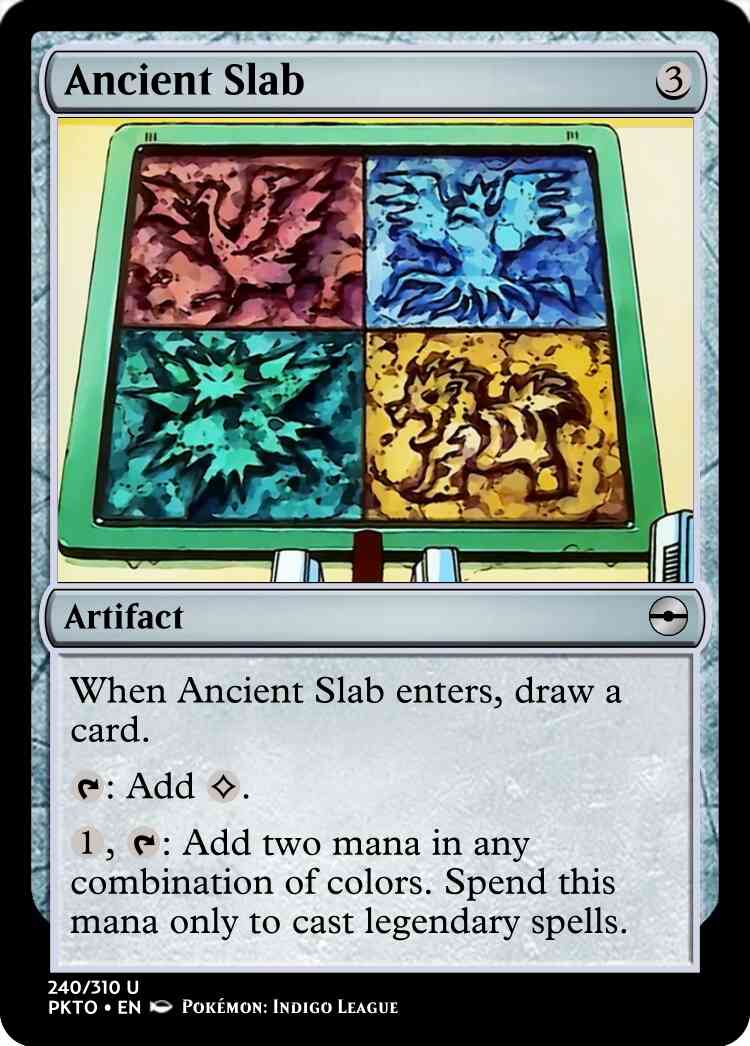 Ancient Slab 3
Artifact
When Ancient Slab enters, draw a
card.
: Add .
1, : Add two mana in any
combination of colors. Spend this
mana only to cast legendary spells.
240/310 U
PKTO • EN Pokémon: Indigo League